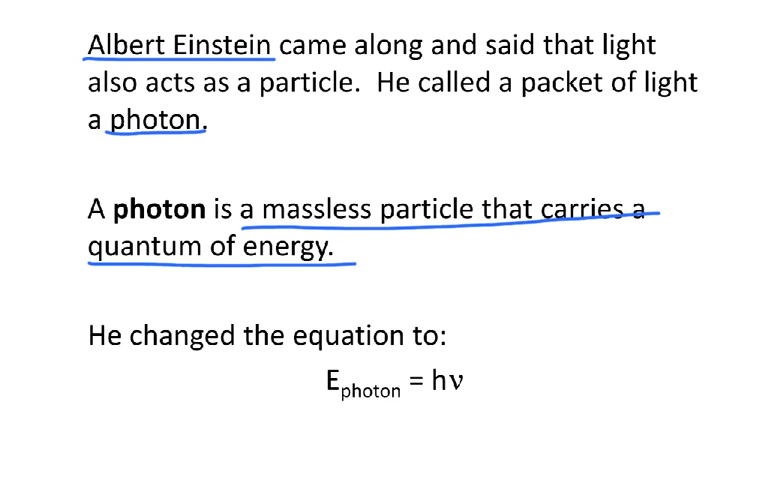 Albert Einstein came along and said that light
also acts as a particle.  He called a packet of light
a photon.
A photon is a massless particle that carries a
quantum of energy.
He changed the equation to:
E_photon = hν